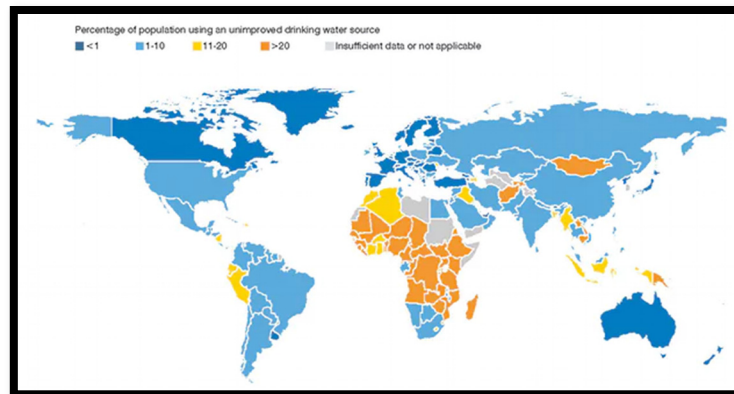 Percentage of population using an unimproved drinking water source
<1 1-10 11-20 >20 Insufficient data or not applicable